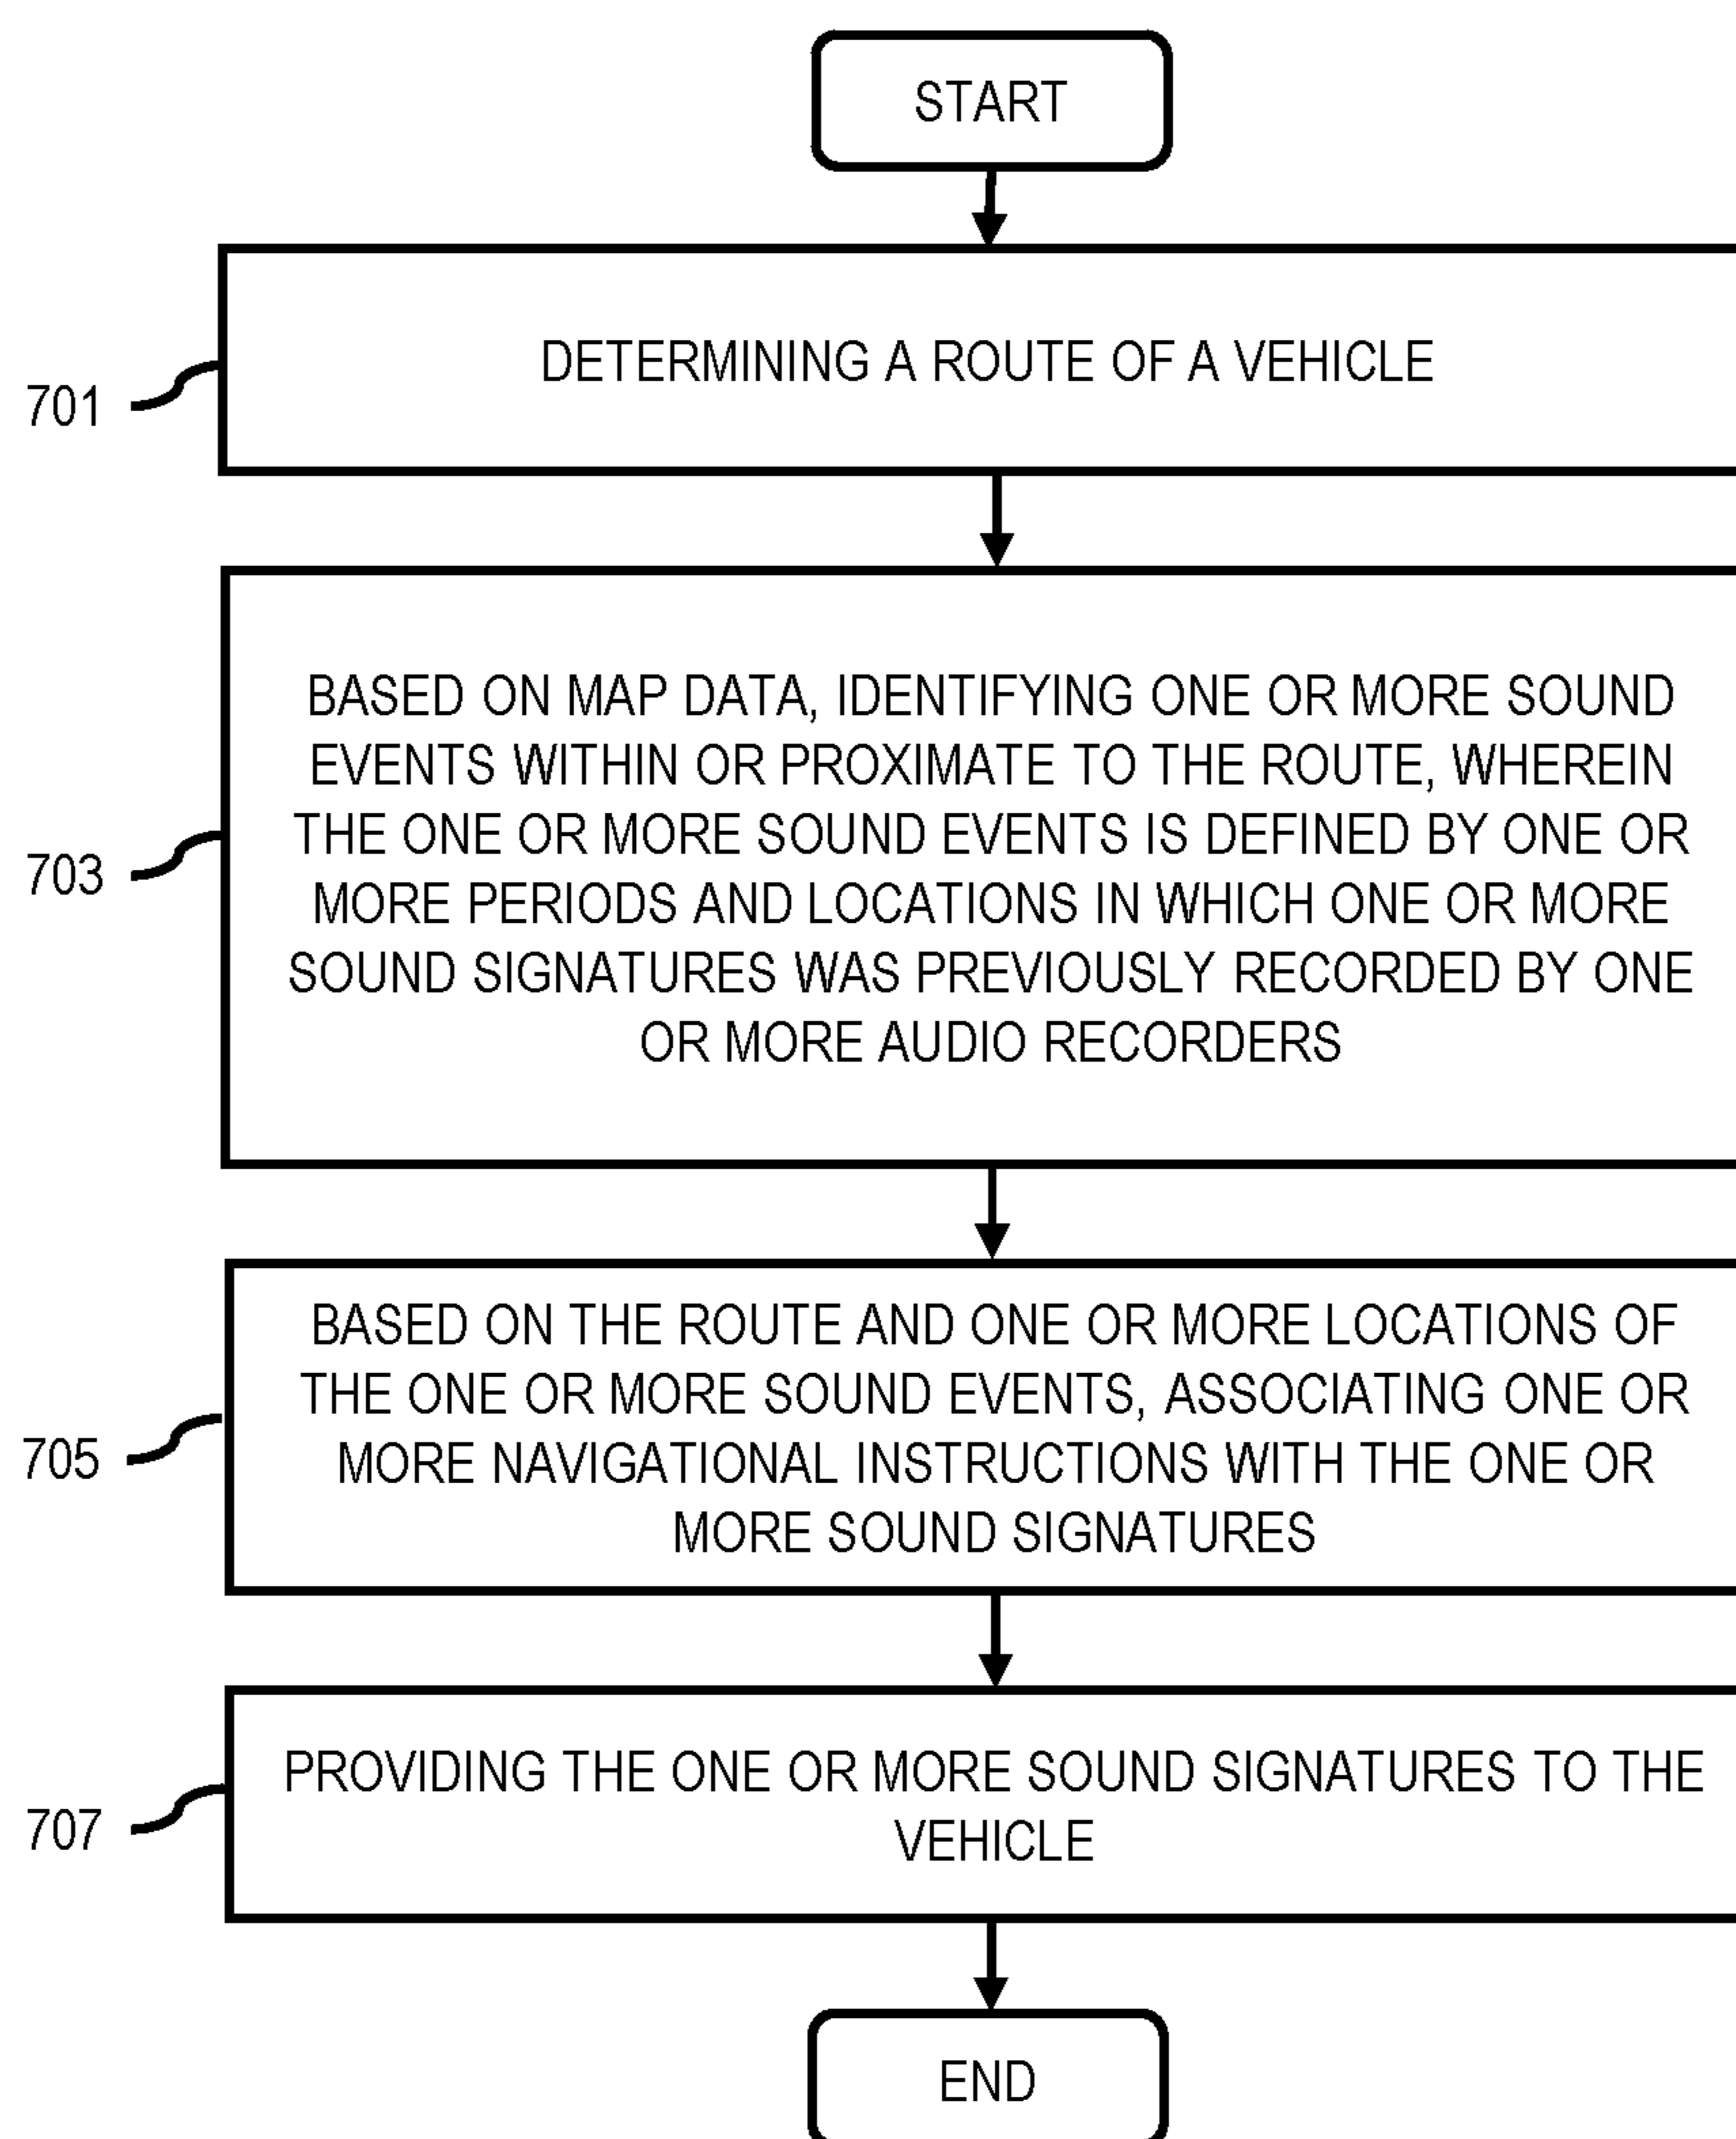 START
DETERMINING A ROUTE OF A VEHICLE
701
BASED ON MAP DATA, IDENTIFYING ONE OR MORE SOUND
EVENTS WITHIN OR PROXIMATE TO THE ROUTE, WHEREIN
THE ONE OR MORE SOUND EVENTS IS DEFINED BY ONE OR
MORE PERIODS AND LOCATIONS IN WHICH ONE OR MORE
SOUND SIGNATURES WAS PREVIOUSLY RECORDED BY ONE
OR MORE AUDIO RECORDERS
703
BASED ON THE ROUTE AND ONE OR MORE LOCATIONS OF
THE ONE OR MORE SOUND EVENTS, ASSOCIATING ONE OR
MORE NAVIGATIONAL INSTRUCTIONS WITH THE ONE OR
MORE SOUND SIGNATURES
705
PROVIDING THE ONE OR MORE SOUND SIGNATURES TO THE
VEHICLE
707
END